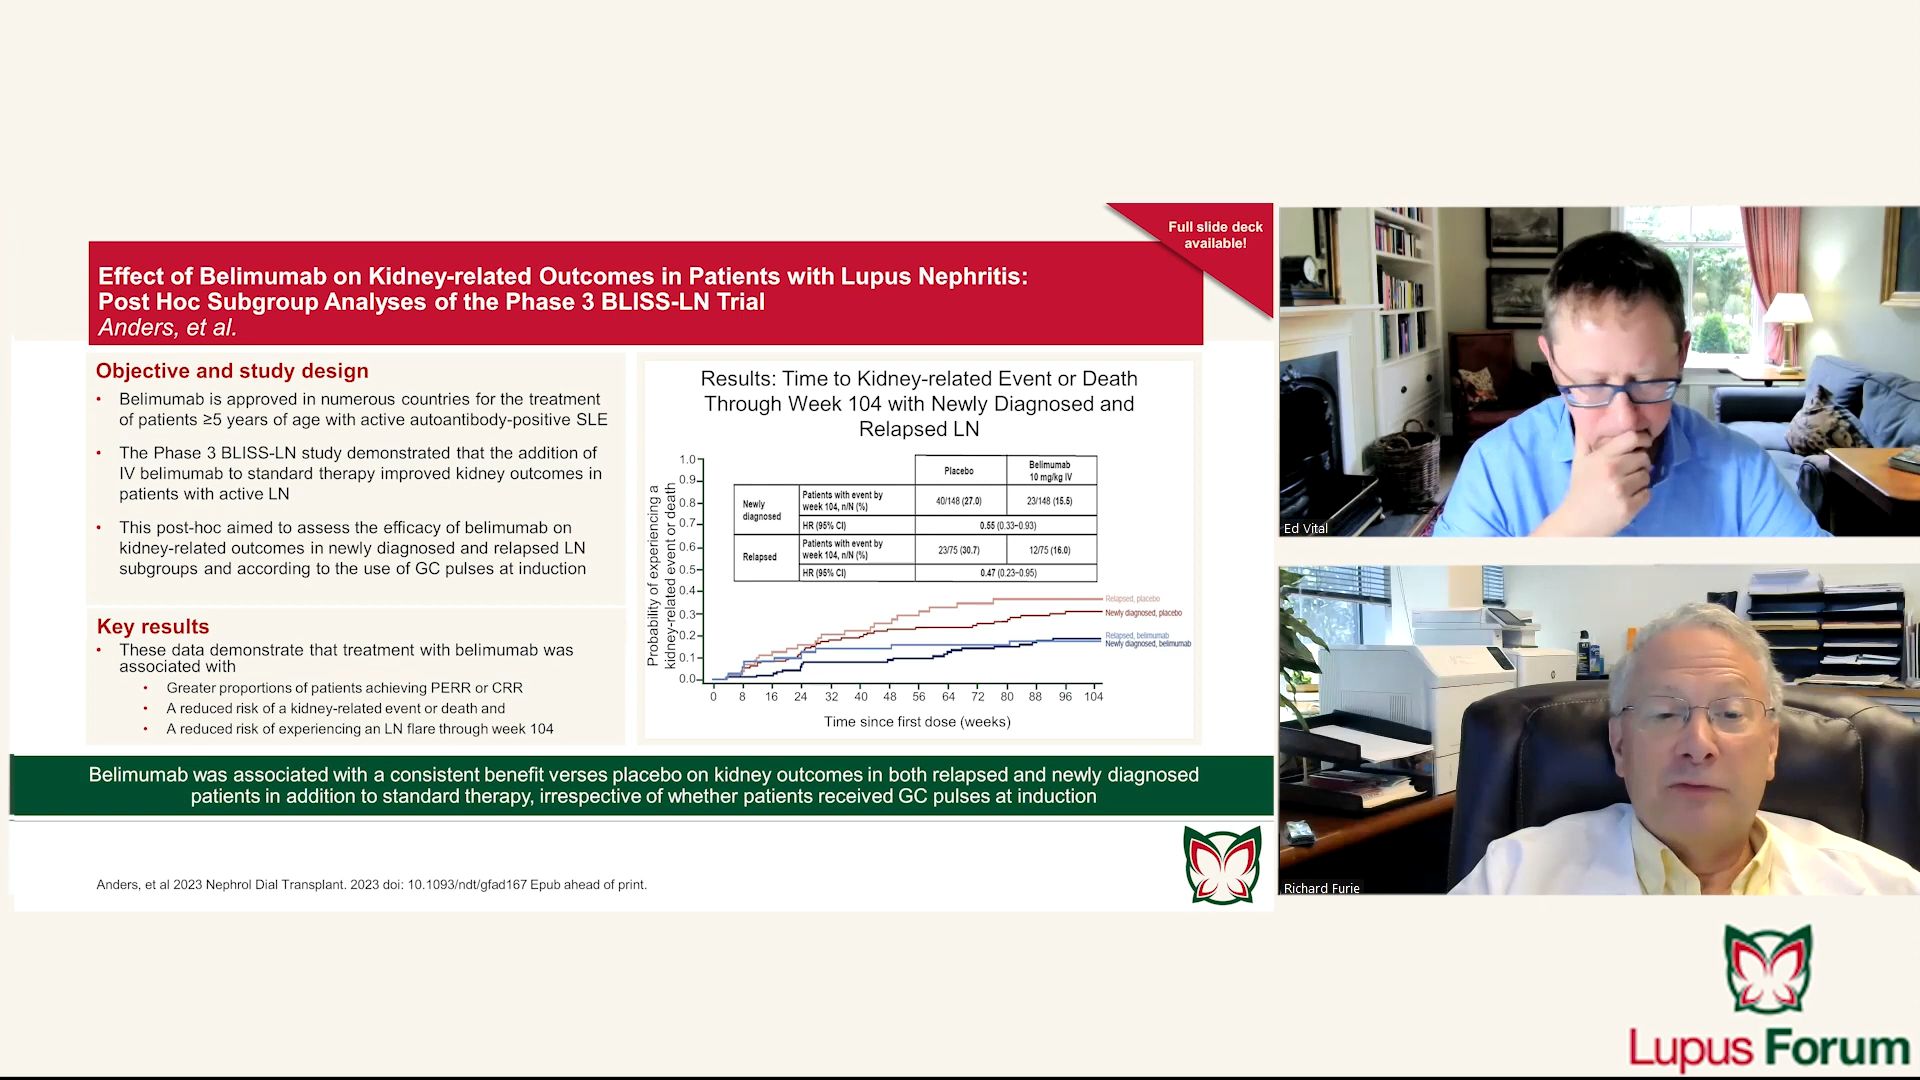 Full slide deck
available!
Effect of Belimumab on Kidney-related Outcomes in Patients with Lupus Nephritis:
Post Hoc Subgroup Analyses of the Phase 3 BLISS-LN Trial
Anders, et al.
Objective and study design
• Belimumab is approved in numerous countries for the treatment
of patients ≥5 years of age with active autoantibody-positive SLE
• The Phase 3 BLISS-LN study demonstrated that the addition of
IV belimumab to standard therapy improved kidney outcomes in
patients with active LN
• This post-hoc aimed to assess the efficacy of belimumab on
kidney-related outcomes in newly diagnosed and relapsed LN
subgroups and according to the use of GC pulses at induction
Key results
• These data demonstrate that treatment with belimumab was
associated with
• Greater proportions of patients achieving PERR or CRR
• A reduced risk of a kidney-related event or death and
• A reduced risk of experiencing an LN flare through week 104
Results: Time to Kidney-related Event or Death
Through Week 104 with Newly Diagnosed and
Relapsed LN
Probability of experiencing a
kidney-related event or death
1.0
0.9
0.8
0.7
0.6
0.5
0.4
0.3
0.2
0.1
0.0
Placebo
Belimumab
10 mg/kg IV
Newly
diagnosed
Patients with event by
week 104, n/N (%)
40/148 (27.0)
23/148 (15.5)
HR (95% CI)
0.55 (0.33–0.93)
Relapsed
Patients with event by
week 104, n/N (%)
23/75 (30.7)
12/75 (16.0)
HR (95% CI)
0.47 (0.23–0.95)
Relapsed, placebo
Newly diagnosed, placebo
Relapsed, belimumab
Newly diagnosed, belimumab
0 8 16 24 32 40 48 56 64 72 80 88 96 104
Time since first dose (weeks)
Belimumab was associated with a consistent benefit verses placebo on kidney outcomes in both relapsed and newly diagnosed
patients in addition to standard therapy, irrespective of whether patients received GC pulses at induction
Anders, et al 2023 Nephrol Dial Transplant. 2023 doi: 10.1093/ndt/gfad167 Epub ahead of print.
Ed Vital
Richard Furie
Lupus Forum